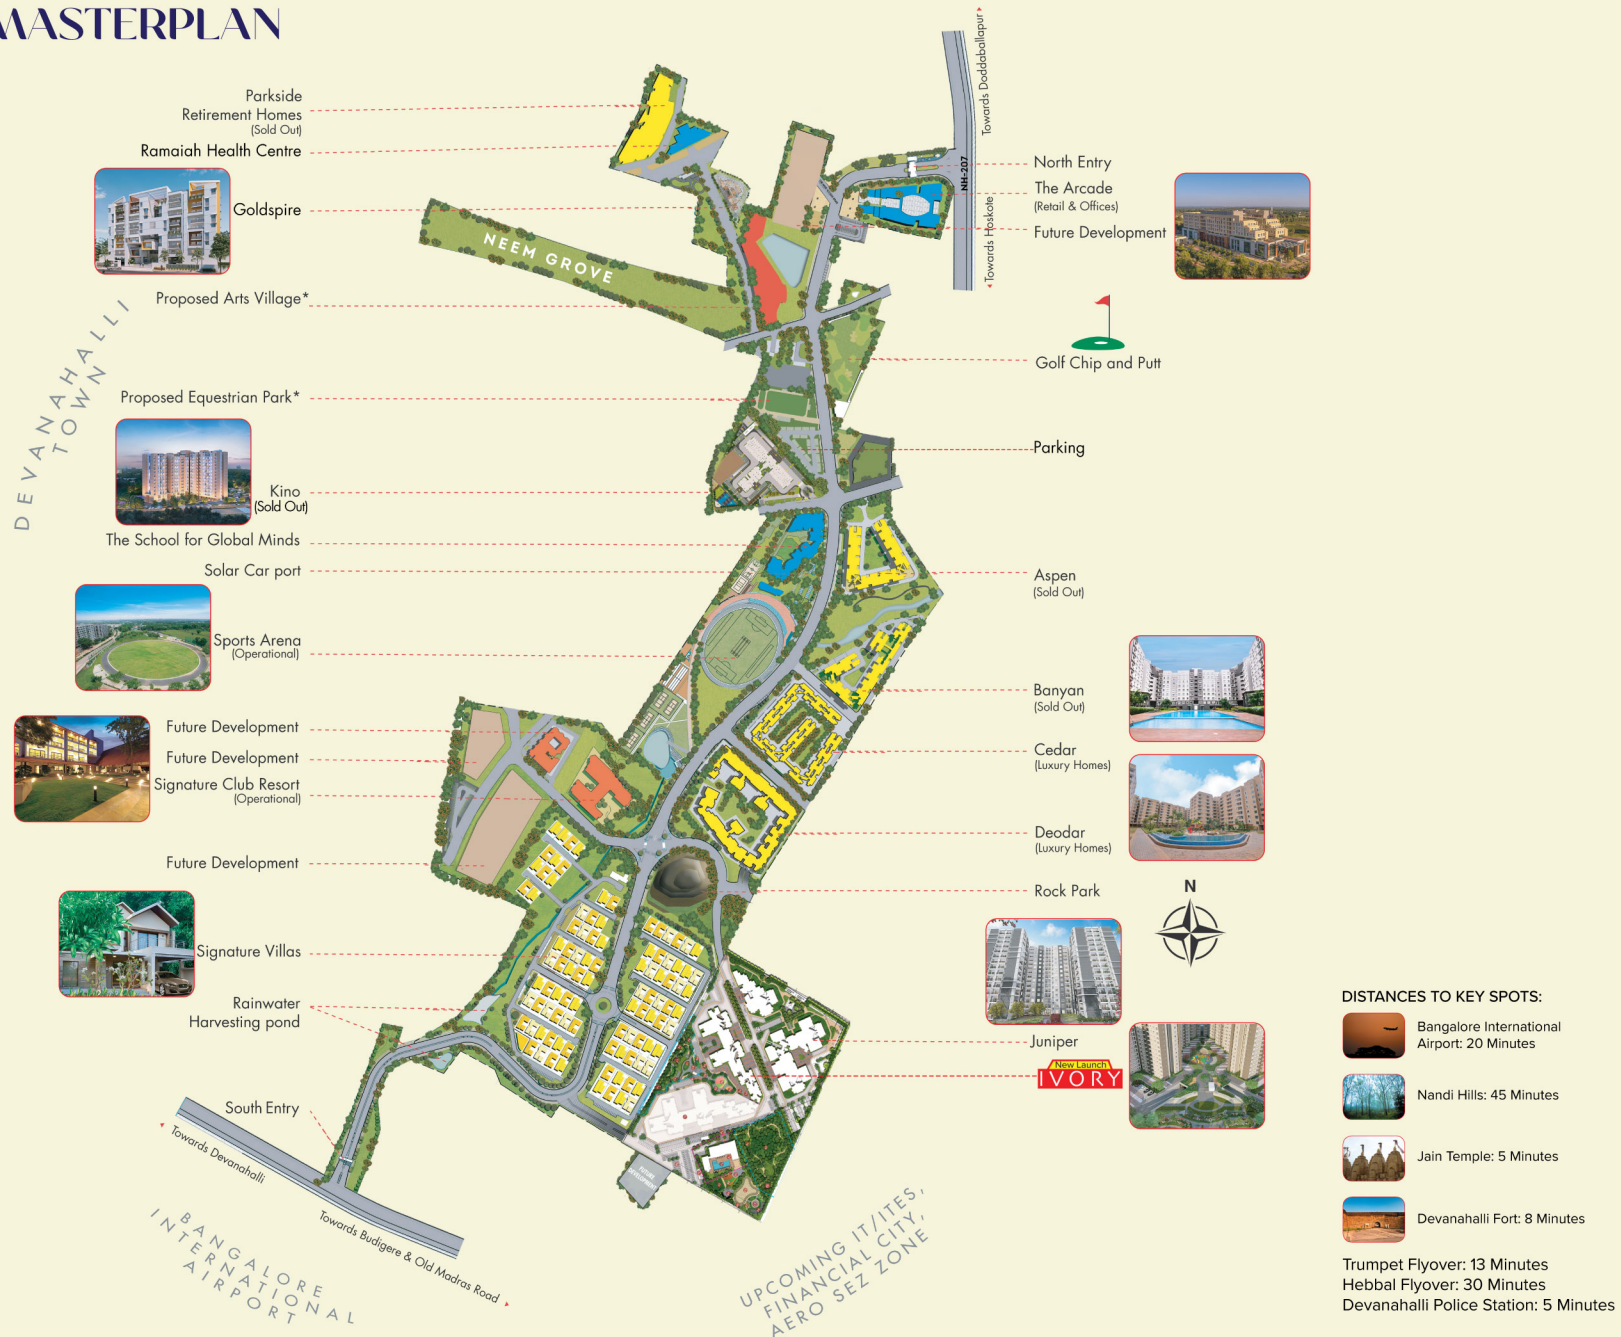 MASTERPLAN
Parkside
Retirement Homes
(Sold Out)
Ramaiah Health Centre
Goldspire
Proposed Arts Village*
Proposed Equestrian Park*
Kino
(Sold Out)
The School for Global Minds
Solar Car port
Sports Arena
(Operational)
Future Development
Future Development
Signature Club Resort
(Operational)
Future Development
Signature Villas
Rainwater
Harvesting pond
South Entry
DEVANAHALLI
TOWN
NEEM GROVE
Towards Doddaballapur
NH-207
Towards Hoskote
North Entry
The Arcade
(Retail & Offices)
Future Development
Golf Chip and Putt
Parking
Aspen
(Sold Out)
Banyan
(Sold Out)
Cedar
(Luxury Homes)
Deodar
(Luxury Homes)
Rock Park
N
Juniper
New Launch
IVORY
FUTURE
DEVELOPMENT
Towards Devanahalli
Towards Budigere & Old Madras Road
BANGALORE
INTERNATIONAL
AIRPORT
UPCOMING IT/ITES,
FINANCIAL CITY,
AERO SEZ ZONE
DISTANCES TO KEY SPOTS:
Bangalore International
Airport: 20 Minutes
Nandi Hills: 45 Minutes
Jain Temple: 5 Minutes
Devanahalli Fort: 8 Minutes
Trumpet Flyover: 13 Minutes
Hebbal Flyover: 30 Minutes
Devanahalli Police Station: 5 Minutes